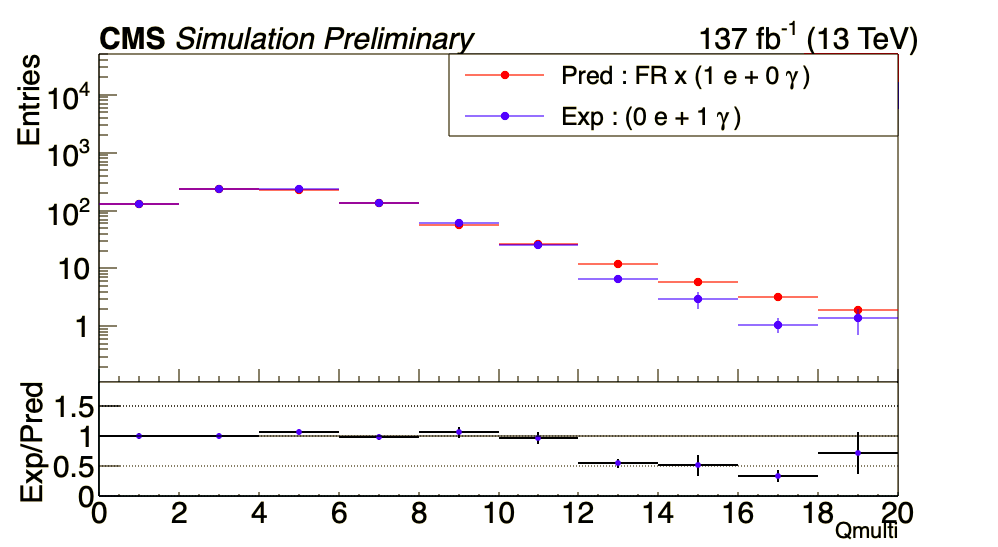 CMS Simulation Preliminary 137 fb⁻¹ (13 TeV)
Pred : FR x (1 e + 0 γ )
Exp : (0 e + 1 γ )
Entries
10⁴
10³
10²
10
1
Exp/Pred
1.5
1
0.5
0
0 2 4 6 8 10 12 14 16 18 20
Qmulti